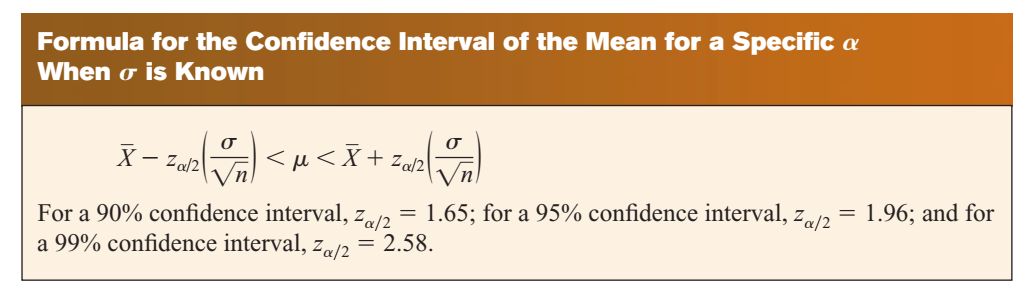 Formula for the Confidence Interval of the Mean for a Specific α
When σ is Known
X̄ − z_{α/2}(σ/√n) < μ < X̄ + z_{α/2}(σ/√n)
For a 90% confidence interval, z_{α/2} = 1.65; for a 95% confidence interval, z_{α/2} = 1.96; and for
a 99% confidence interval, z_{α/2} = 2.58.